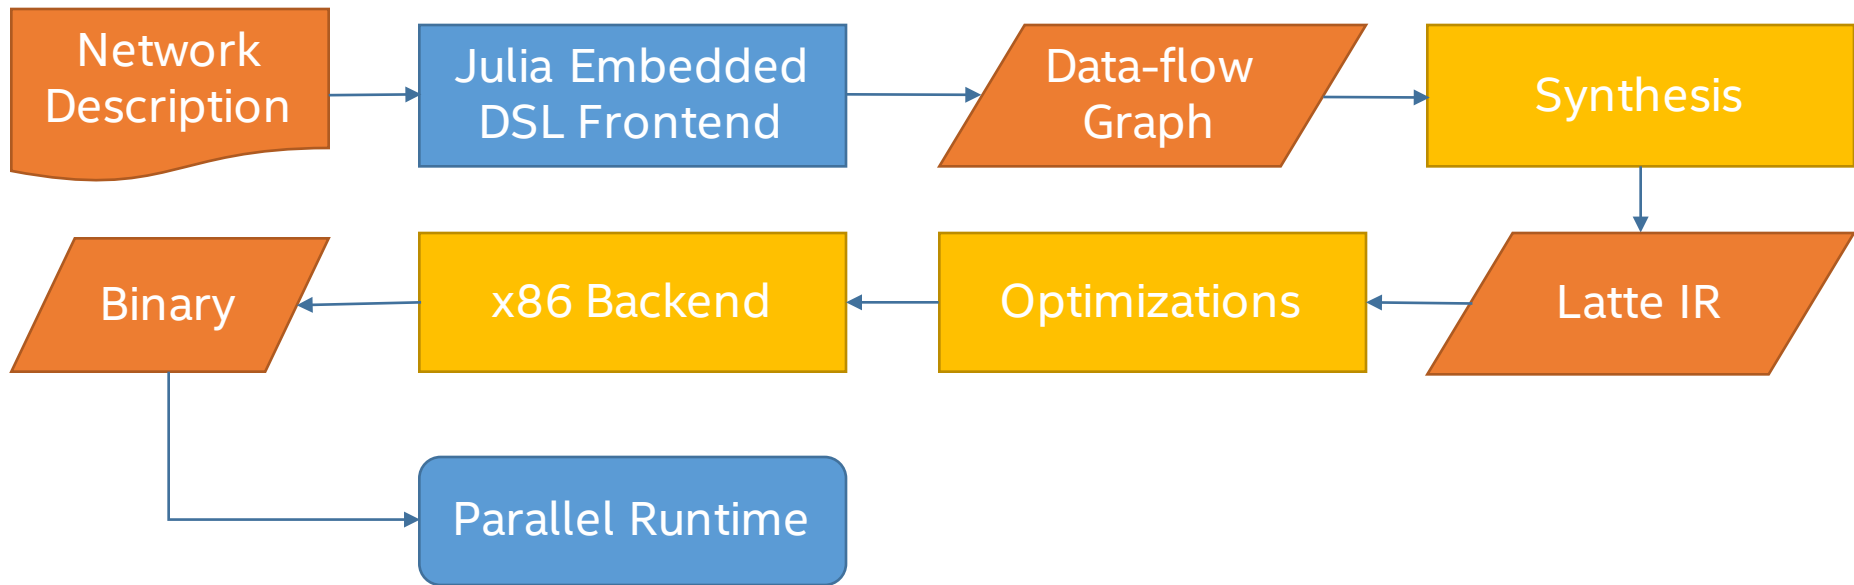 Network
Description
Julia Embedded
DSL Frontend
Data-flow
Graph
Synthesis
Binary
x86 Backend
Optimizations
Latte IR
Parallel Runtime